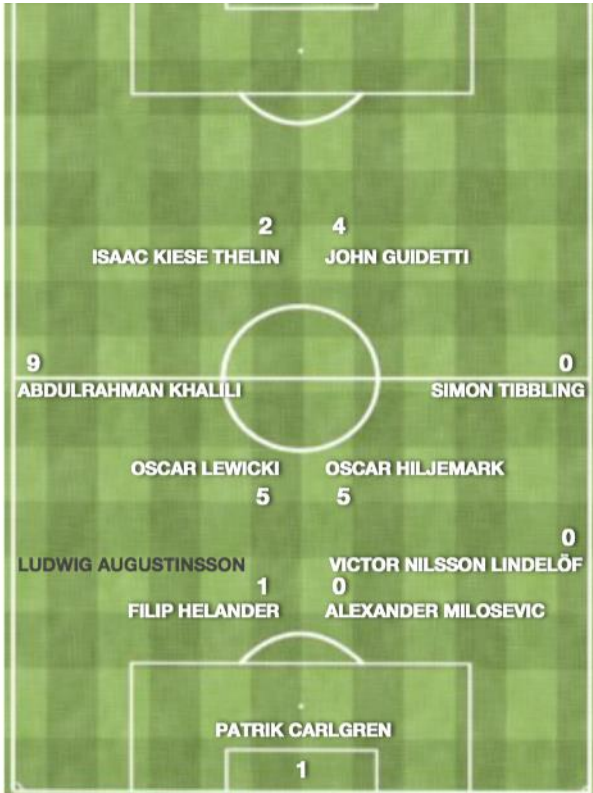 2 4
ISAAC KIESE THELIN JOHN GUIDETTI
9 0
ABDULRAHMAN KHALILI SIMON TIBBLING
OSCAR LEWICKI OSCAR HILJEMARK
5 5
0
LUDWIG AUGUSTINSSON VICTOR NILSSON LINDELÖF
1 0
FILIP HELANDER ALEXANDER MILOSEVIC
PATRIK CARLGREN
1